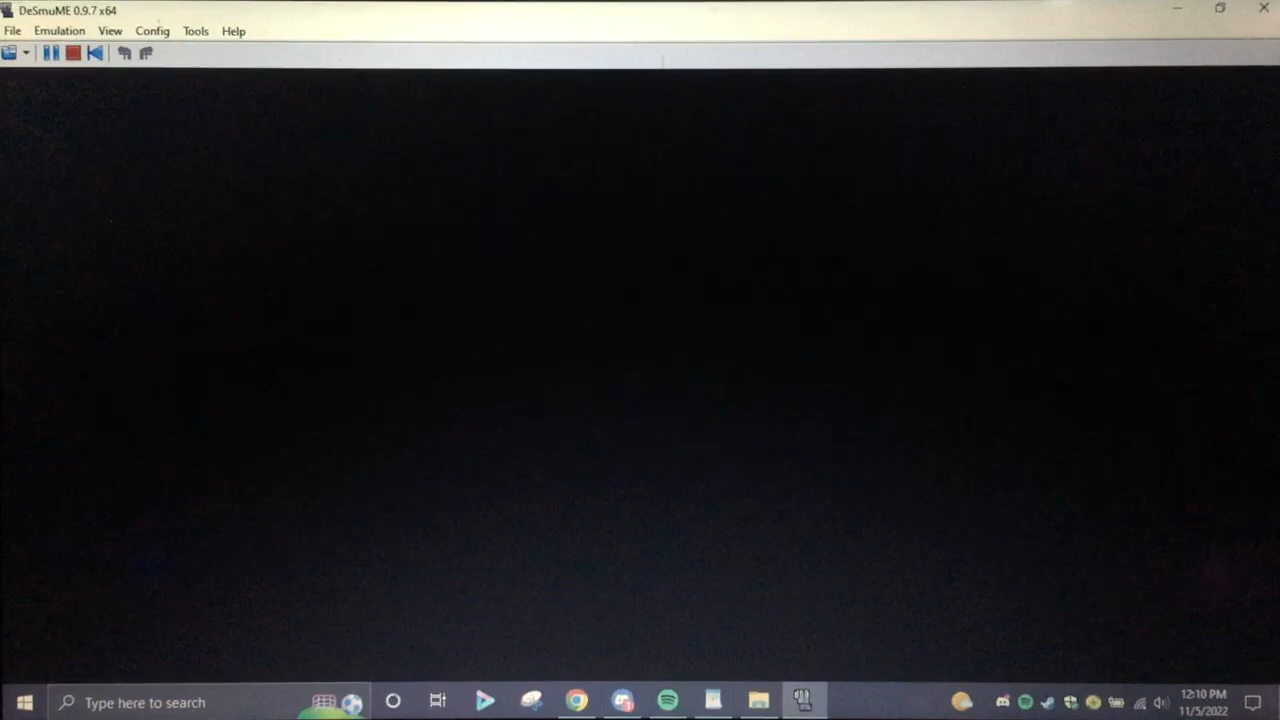 DeSmuME 0.9.7 x64
File Emulation View Config Tools Help
Type here to search
12:10 PM
11/5/2022